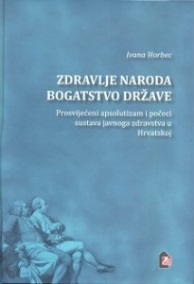 Ivana Horbec
ZDRAVLJE NARODA
BOGATSTVO DRŽAVE
Prosvijećeni apsolutizam i počeci
sustava javnoga zdravstva u
Hrvatskoj